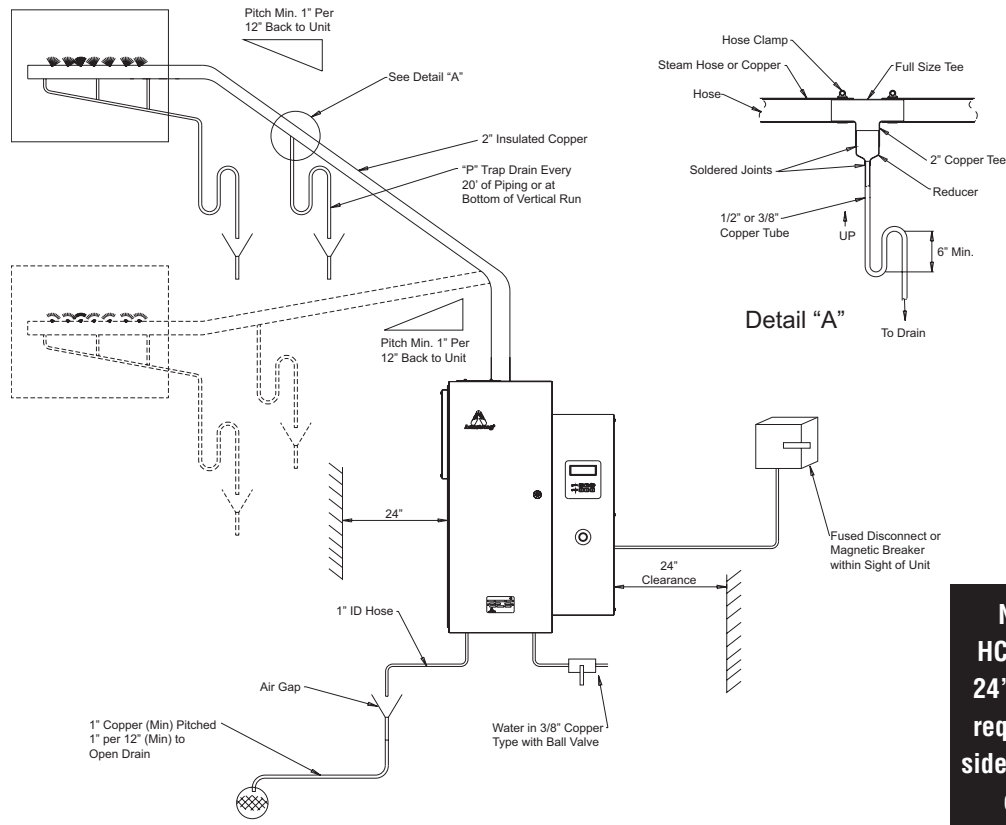 Pitch Min. 1” Per
12” Back to Unit
See Detail “A”
2” Insulated Copper
“P” Trap Drain Every
20’ of Piping or at
Bottom of Vertical Run
Hose Clamp
Steam Hose or Copper
Full Size Tee
Hose
2” Copper Tee
Soldered Joints
Reducer
1/2” or 3/8”
Copper Tube
UP
6” Min.
Detail “A”
To Drain
Pitch Min. 1” Per
12” Back to Unit
Armstrong
24”
Fused Disconnect or
Magnetic Breaker
within Sight of Unit
24”
Clearance
1” ID Hose
Air Gap
Water in 3/8” Copper
Type with Ball Valve
1” Copper (Min) Pitched
1” per 12” (Min) to
Open Drain
HC
24”
req
side